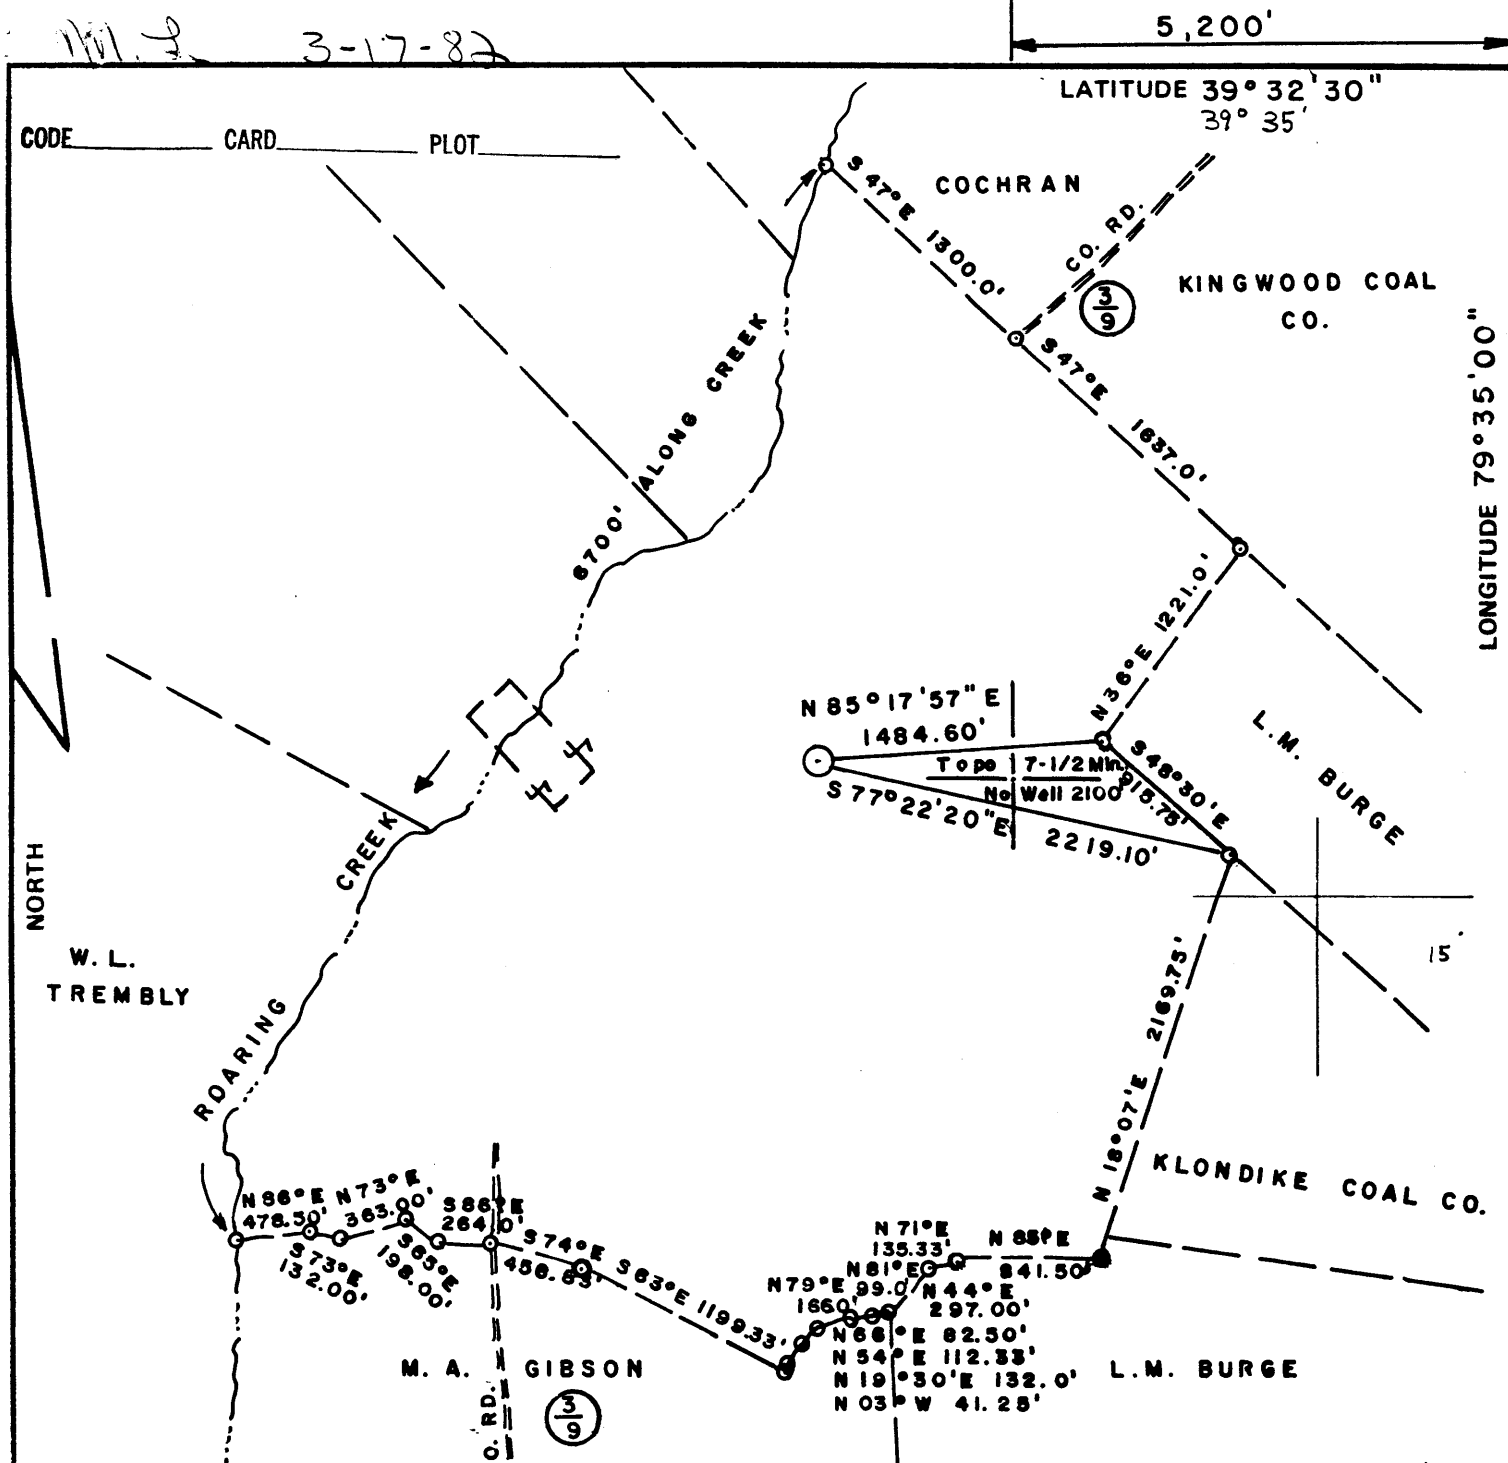 M. L. 3-17-82
5,200'
LATITUDE 39° 32' 30"
39° 35'
CODE CARD PLOT
S 47° E 1300.0'
COCHRAN
CO. RD.
3
9
KINGWOOD COAL
CO.
S 47° E 1637.0'
LONGITUDE 79° 35' 00"
6700' ALONG CREEK
N 36° E 1221.0'
N 85° 17' 57" E
1484.60'
Topo 7-1/2 Min.
No Well 2100'
S 77° 22' 20" E 2219.10'
S 48° 30' E
915.75'
L.M. BURGE
NORTH
W. L.
TREMBLY
ROARING CREEK
15'
N 18° 07' E 2169.75'
KLONDIKE COAL CO.
N 86° E
478.50'
N 73° E
363.00'
S 86° E
264.0'
S 73° E
132.00'
S 65° E
198.00'
S 74° E
S 63° E 1199.33'
N 71° E
135.33'
N 85° E
841.50'
N 81° E
99.0'
N 79° E
166.0'
N 44° E
297.00'
N 66° E 82.50'
N 54° E 112.33'
N 19° 30' E 132.0'
N 03° W 41.25'
M. A. GIBSON
3
9
O. RD.
L.M. BURGE